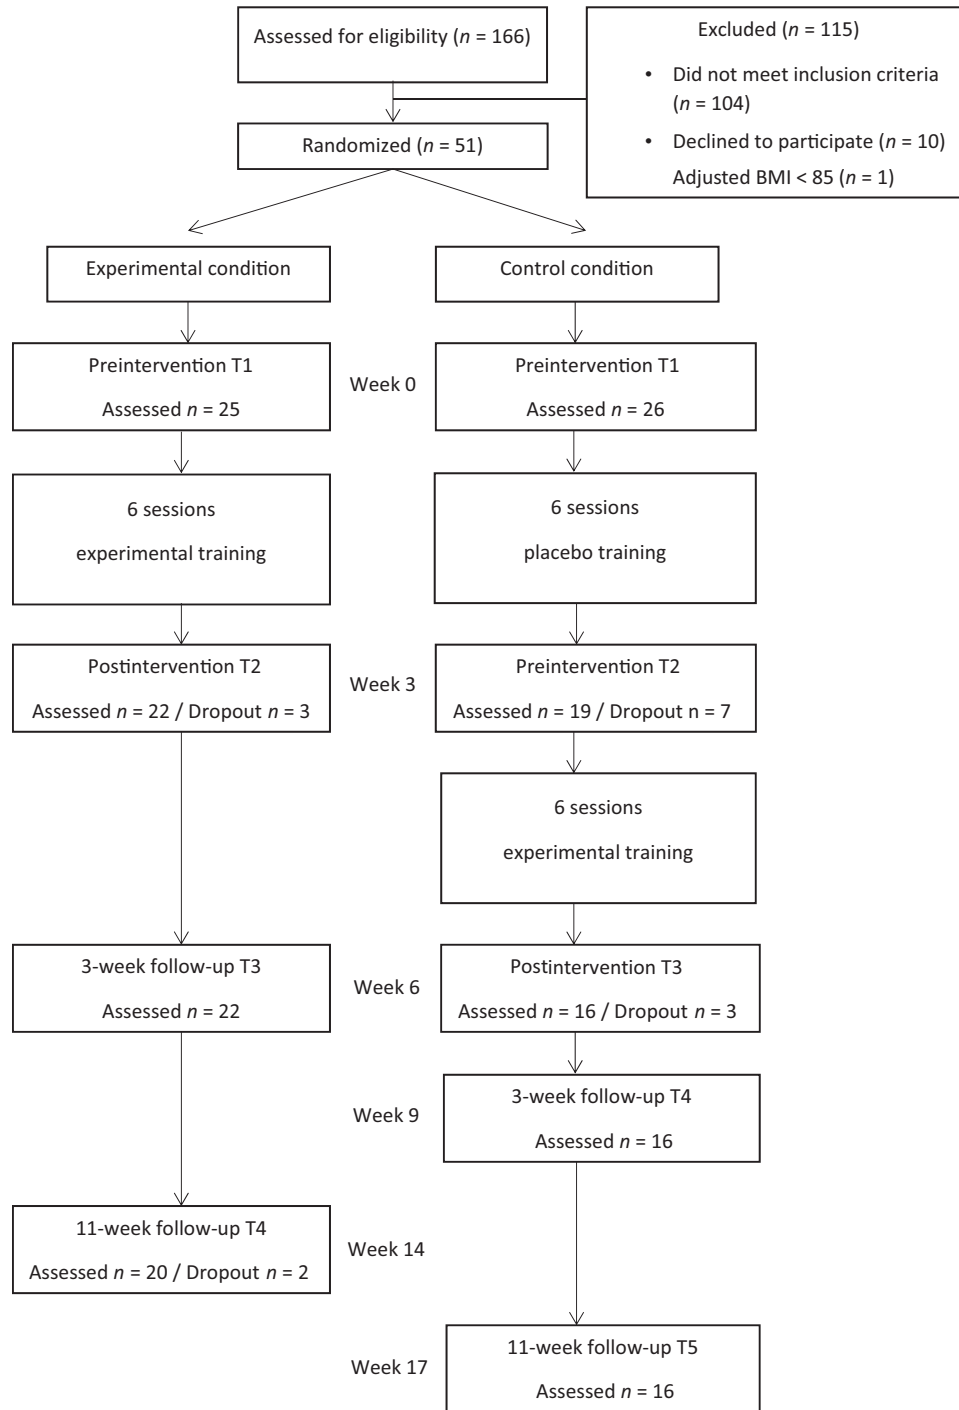 Assessed for eligibility (n = 166)
Excluded (n = 115)
• Did not meet inclusion criteria
(n = 104)
• Declined to participate (n = 10)
Adjusted BMI < 85 (n = 1)
Randomized (n = 51)
Experimental condition
Control condition
Preintervention T1
Assessed n = 25
Week 0
Preintervention T1
Assessed n = 26
6 sessions
experimental training
6 sessions
placebo training
Postintervention T2
Assessed n = 22 / Dropout n = 3
Week 3
Preintervention T2
Assessed n = 19 / Dropout n = 7
6 sessions
experimental training
3-week follow-up T3
Assessed n = 22
Week 6
Postintervention T3
Assessed n = 16 / Dropout n = 3
Week 9
3-week follow-up T4
Assessed n = 16
11-week follow-up T4
Assessed n = 20 / Dropout n = 2
Week 14
Week 17
11-week follow-up T5
Assessed n = 16